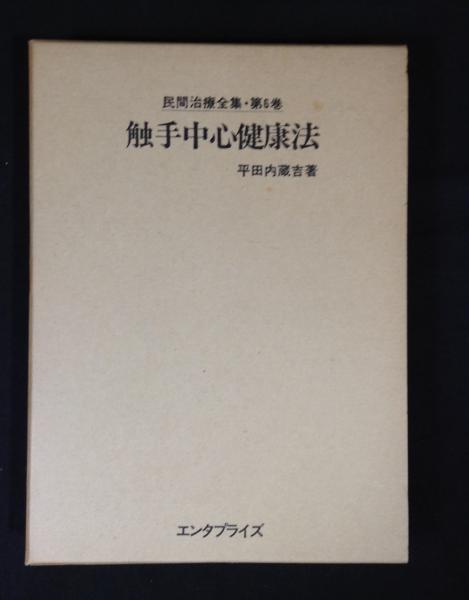 民間治療全集・第6巻
触手中心健康法
平田内蔵吉著
エンタプライズ